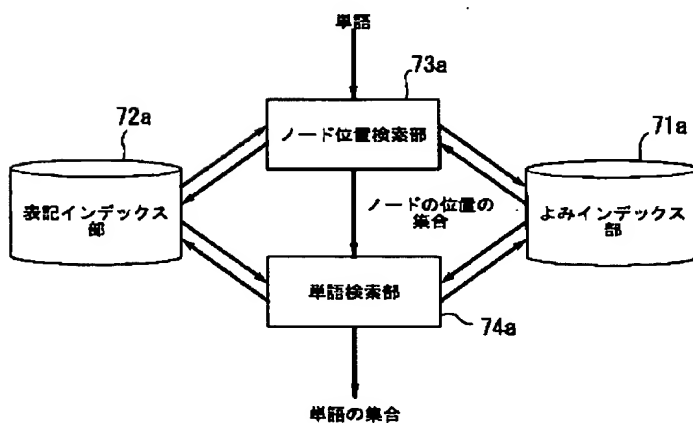 単語
73a
ノード位置検索部
72a
71a
表記インデックス
部
ノードの位置の
集合
よみインデックス
部
単語検索部
74a
単語の集合